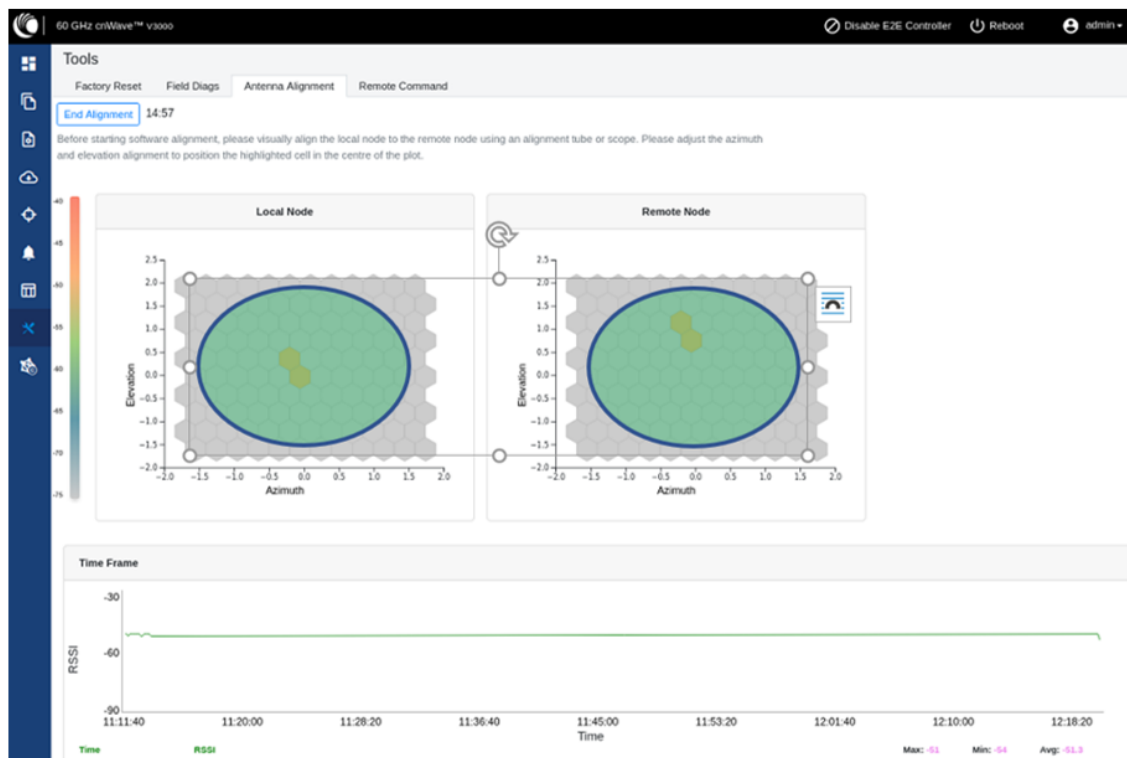 60 GHz cnWave™ V3000
Disable E2E Controller
Reboot
admin
Tools
Factory Reset
Field Diags
Antenna Alignment
Remote Command
End Alignment
14:57
Before starting software alignment, please visually align the local node to the remote node using an alignment tube or scope. Please adjust the azimuth
and elevation alignment to position the highlighted cell in the centre of the plot.
-40
-45
-50
-55
-60
-65
-70
-75
Local Node
2.5
2.0
1.5
1.0
0.5
0.0
−0.5
−1.0
−1.5
−2.0
Elevation
−2.0 −1.5 −1.0 −0.5 0.0 0.5 1.0 1.5 2.0
Azimuth
Remote Node
2.5
2.0
1.5
1.0
0.5
0.0
−0.5
−1.0
−1.5
−2.0
Elevation
−2.0 −1.5 −1.0 −0.5 0.0 0.5 1.0 1.5 2.0
Azimuth
Time Frame
-30
-60
-90
RSSI
11:11:40 11:20:00 11:28:20 11:36:40 11:45:00 11:53:20 12:01:40 12:10:00 12:18:20
Time
Time RSSI Max: -51 Min: -54 Avg: -51.3